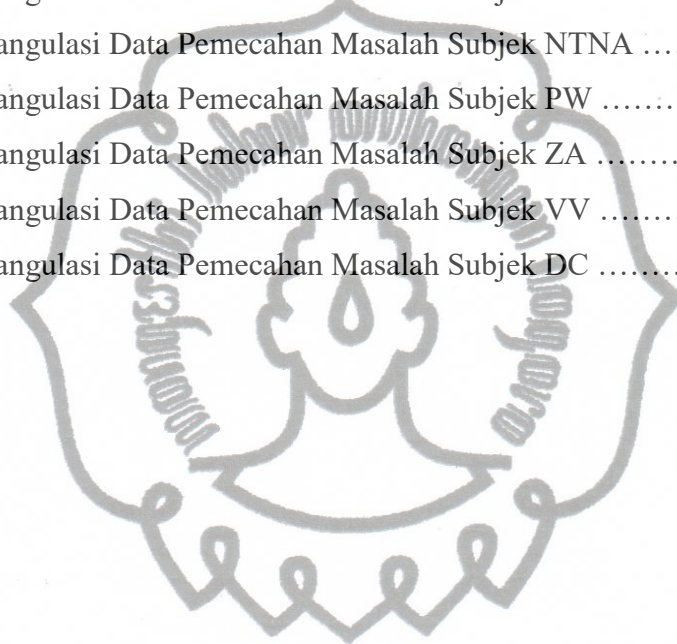 angulasi Data Pemecahan Masalah Subjek NTNA ….
angulasi Data Pemecahan Masalah Subjek PW …….
angulasi Data Pemecahan Masalah Subjek ZA ……..
angulasi Data Pemecahan Masalah Subjek VV …….
angulasi Data Pemecahan Masalah Subjek DC ……..